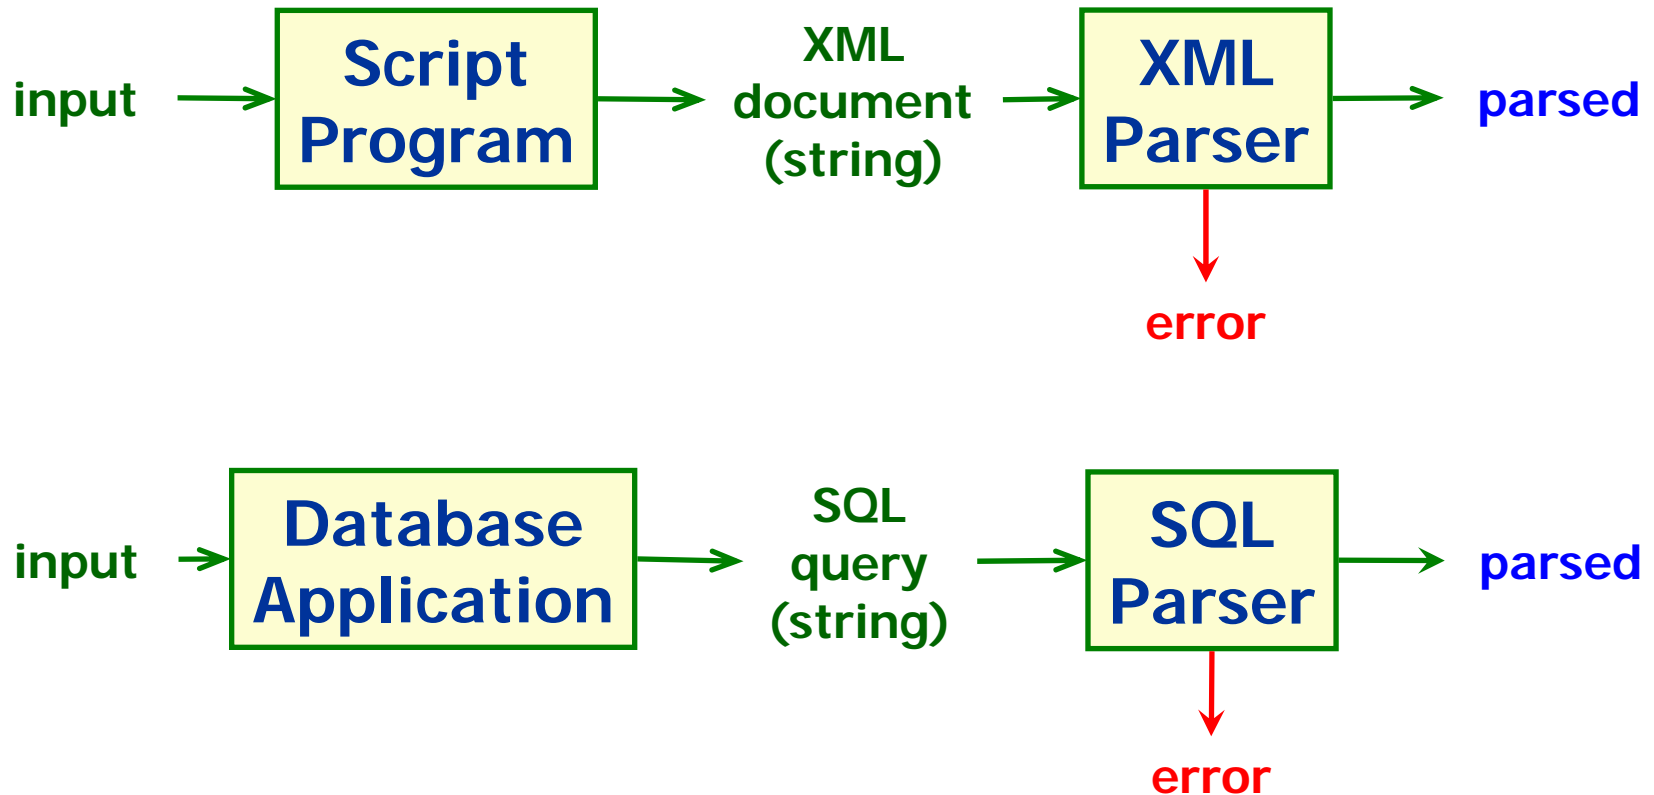 input
Script
Program
XML
document
(string)
XML
Parser
parsed
error
input
Database
Application
SQL
query
(string)
SQL
Parser
parsed
error